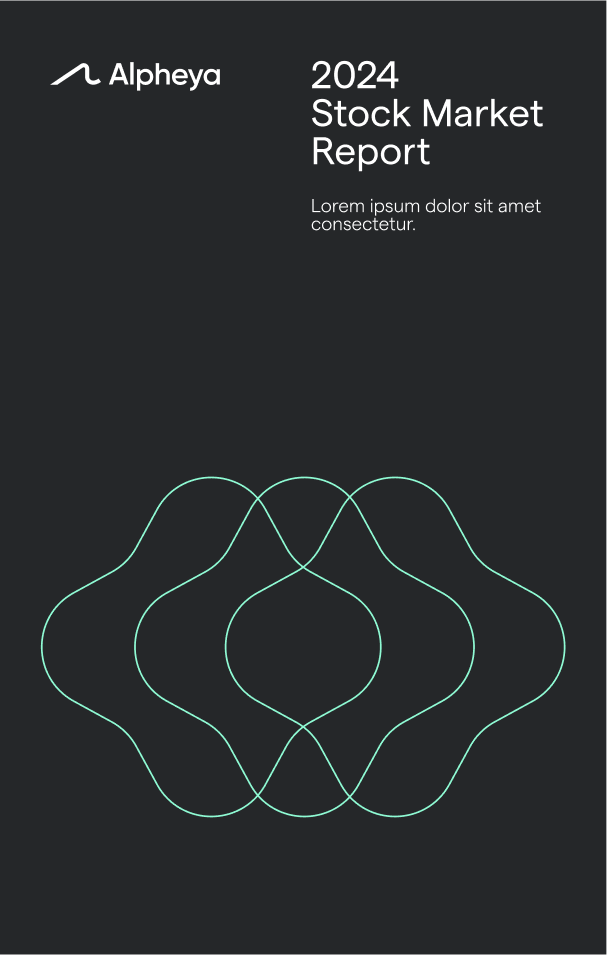 Alpheya
2024
Stock Market
Report
Lorem ipsum dolor sit amet
consectetur.